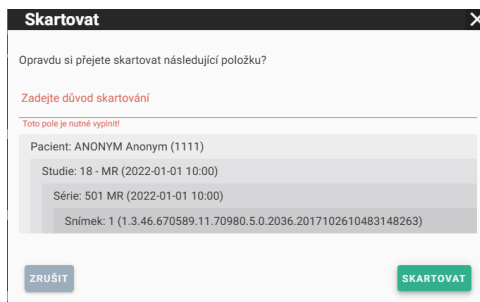 Skartovat
Opravdu si přejete skartovat následující položku?
Zadejte důvod skartování
Toto pole je nutné vyplnit!
Pacient: ANONYM Anonym (1111)
Studie: 18 - MR (2022-01-01 10:00)
Série: 501 MR (2022-01-01 10:00)
Snímek: 1 (1.3.46.670589.11.70980.5.0.2036.2017102610483148263)
ZRUŠIT
SKARTOVAT